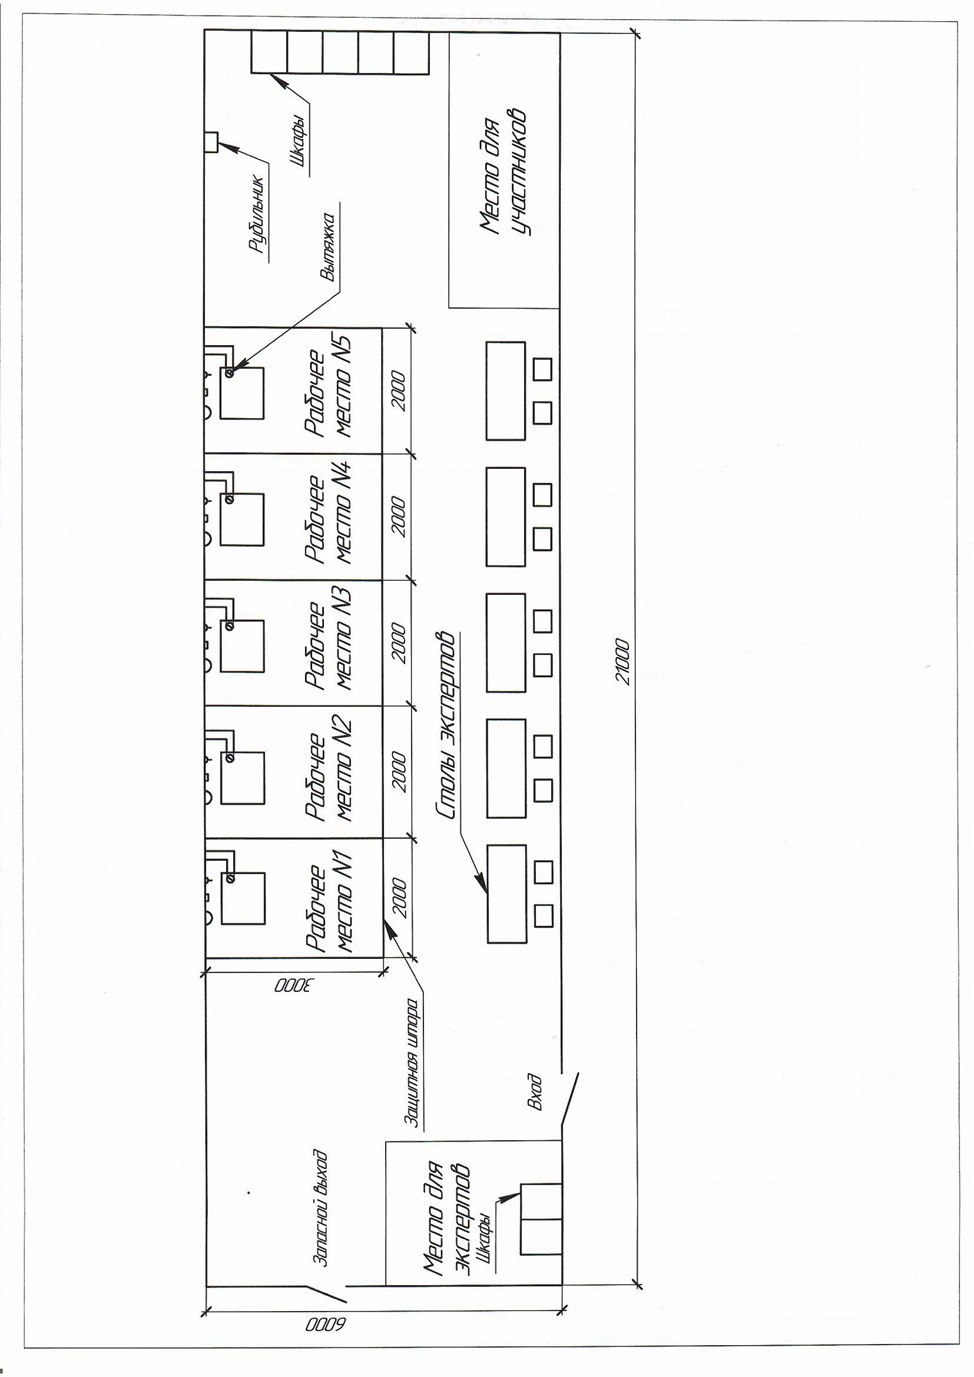 Шкафы
Рубильник
Вытяжка
Место для
участников
Рабочее
место N5
2000
Рабочее
место N4
2000
Рабочее
место N3
2000
Рабочее
место N2
2000
Рабочее
место N1
2000
3000
Столы экспертов
21000
Защитная штора
Вход
Запасной выход
Место для
экспертов
Шкафы
6000